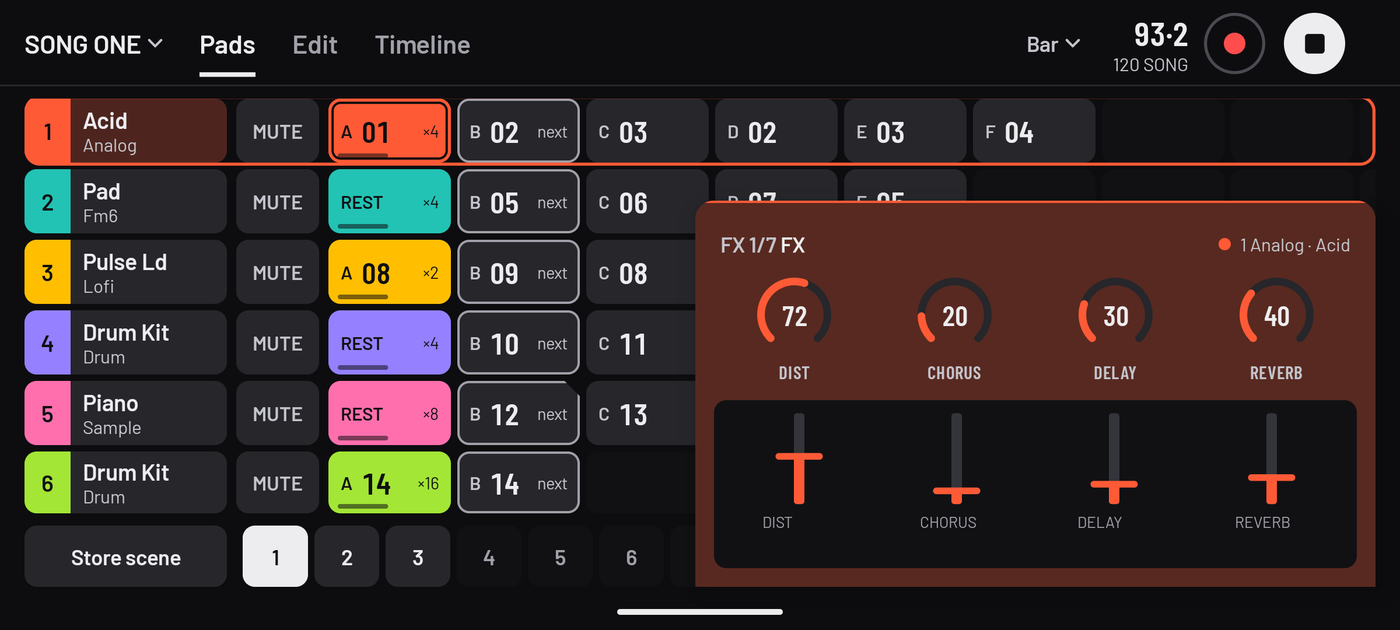 SONG ONE Pads Edit Timeline Bar 93·2
120 SONG
1 Acid MUTE A 01 ×4 B 02 next C 03 D 02 E 03 F 04
Analog
2 Pad MUTE REST ×4 B 05 next C 06
Fm6
FX 1/7 FX 1 Analog · Acid
3 Pulse Ld MUTE A 08 ×2 B 09 next C 08
Lofi
72 20 30 40
DIST CHORUS DELAY REVERB
4 Drum Kit MUTE REST ×4 B 10 next C 11
Drum
5 Piano MUTE REST ×8 B 12 next C 13
Sample
6 Drum Kit MUTE A 14 ×16 B 14 next
Drum
DIST CHORUS DELAY REVERB
Store scene 1 2 3 4 5 6